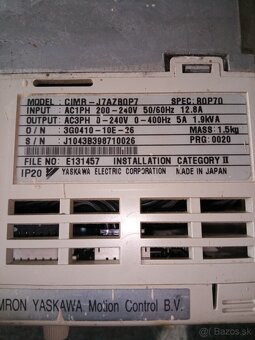 MODEL: CIMR-J7AZB0P7 SPEC: B0P70
INPUT : AC1PH 200-240V 50/60Hz 12.8A
OUTPUT : AC3PH 0-240V 0-400Hz 5A 1.9kVA
O/N : 3G0410-10E-26 MASS: 1.5kg
S/N : J1043B398710026 PRG: 0020
FILE NO: E131457 INSTALLATION CATEGORY II
IP20 YASKAWA ELECTRIC CORPORATION MADE IN JAPAN
MRON YASKAWA Motion Control B.V.
Bazos.sk